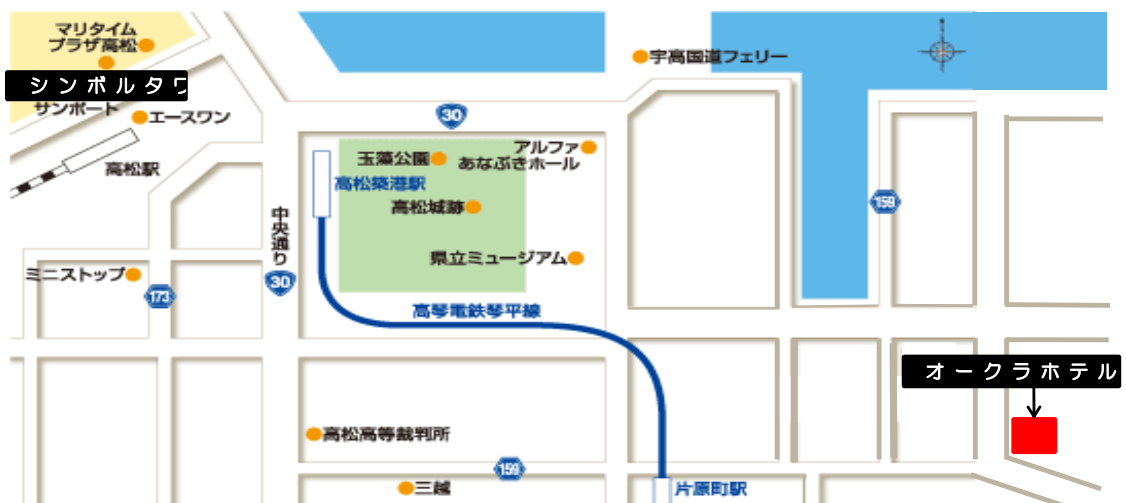 マリタイム
プラザ高松
シンボルタワ
サンポート
エースワン
高松駅
宇高国道フェリー
30
アルファ
あなぶきホール
玉藻公園
高松築港駅
高松城跡
159
中央通り
県立ミュージアム
ミニストップ
30
173
高琴電鉄琴平線
オークラホテル
高松高等裁判所
159
三越
片原町駅